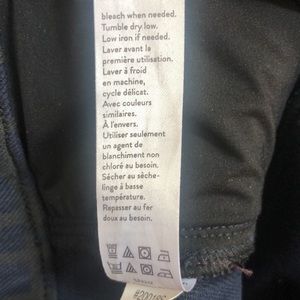 bleach when needed.
Tumble dry low.
Low iron if needed.
Laver avant la
première utilisation.
Laver à froid
en machine,
cycle délicat.
Avec couleurs
similaires.
À l'envers.
Utiliser seulement
un agent de
blanchiment non
chloré au besoin.
Sécher au sèche-
linge à basse
température.
Repasser au fer
doux au besoin.